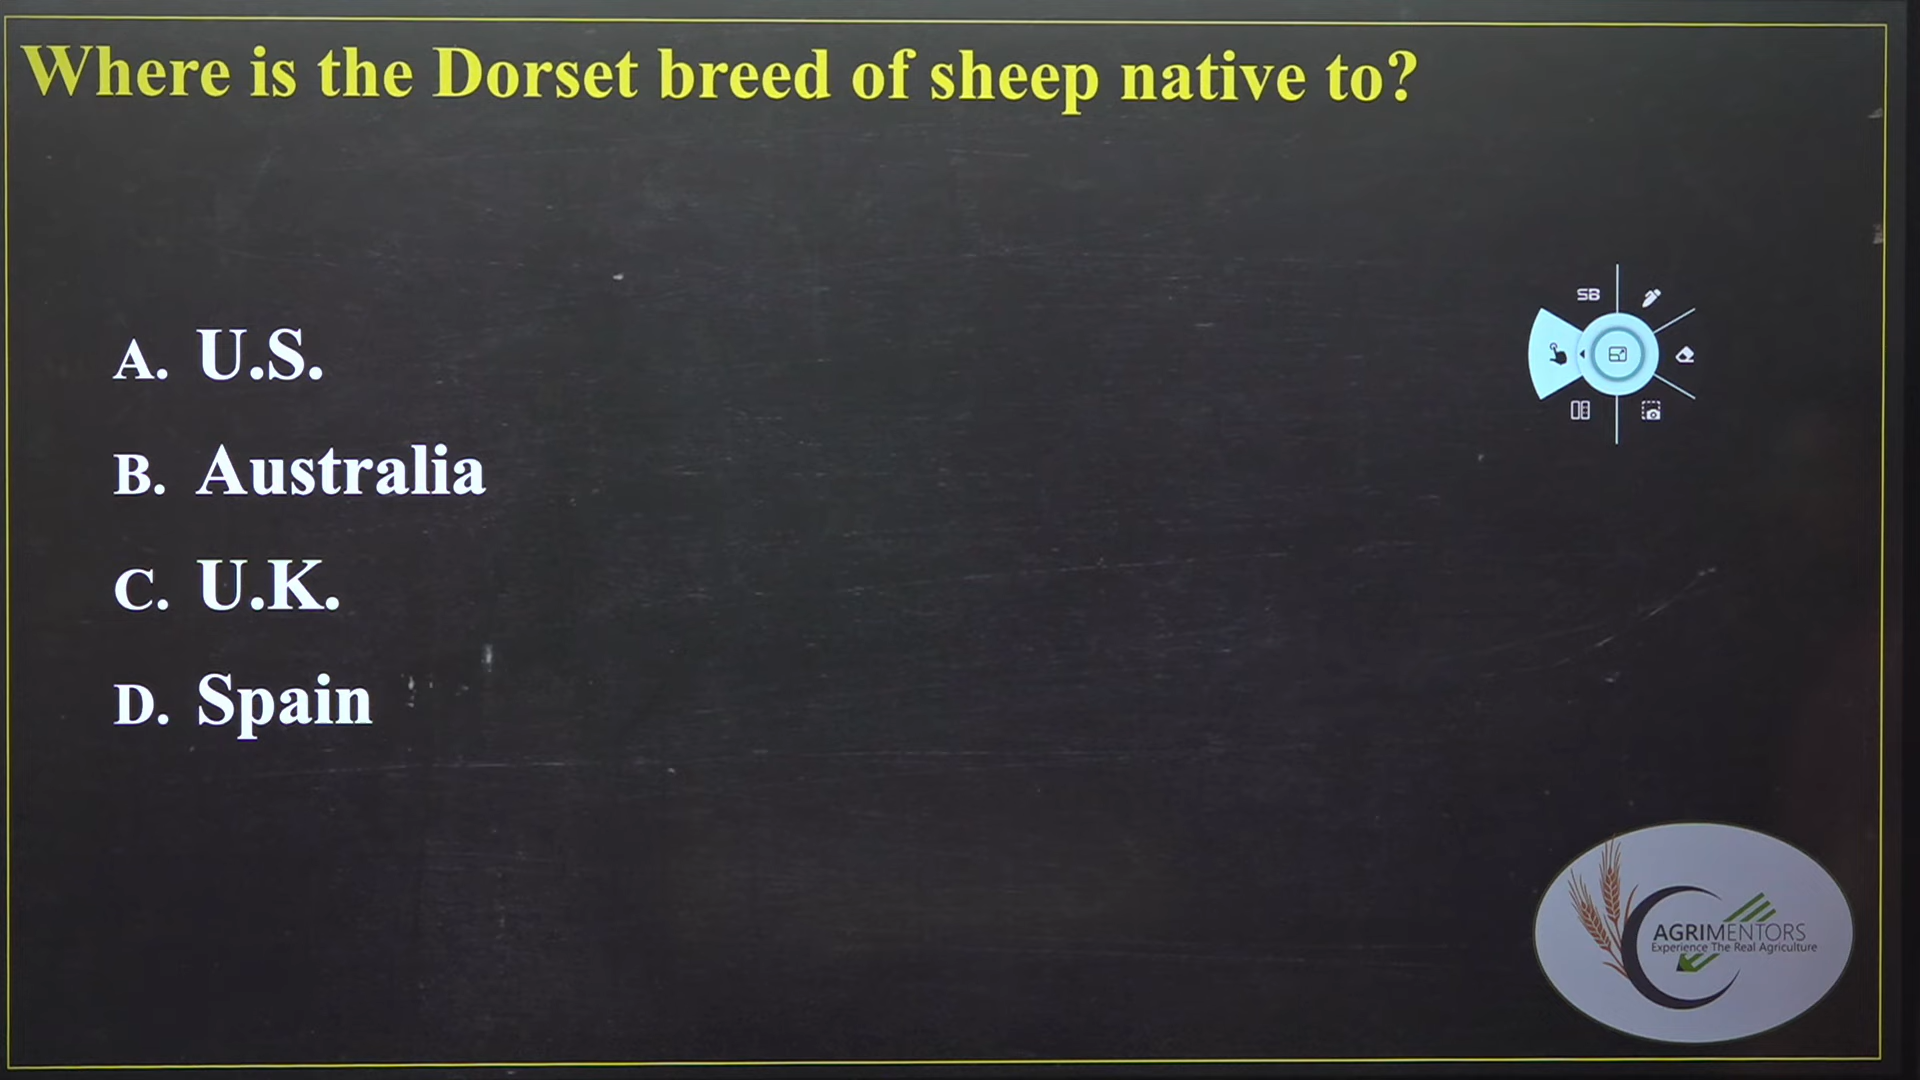 Where is the Dorset breed of sheep native to?
A. U.S.
SB
B. Australia
C. U.K.
D. Spain
AGRIMENTORS
Experience The Real Agriculture